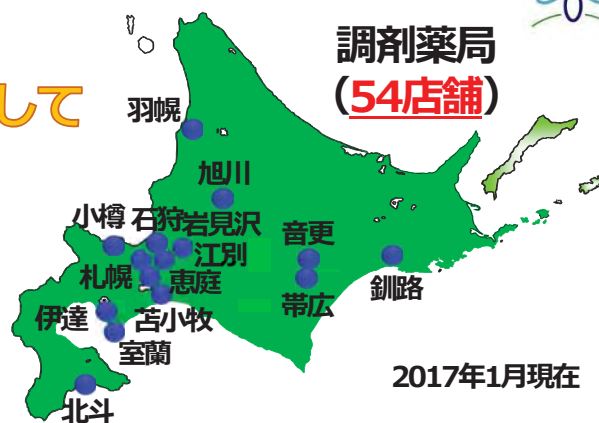 調剤薬局
（54店舗）
して
羽幌
旭川
小樽
石狩
岩見沢
音更
江別
札幌
恵庭
釧路
帯広
伊達
苫小牧
室蘭
2017年1月現在
北斗